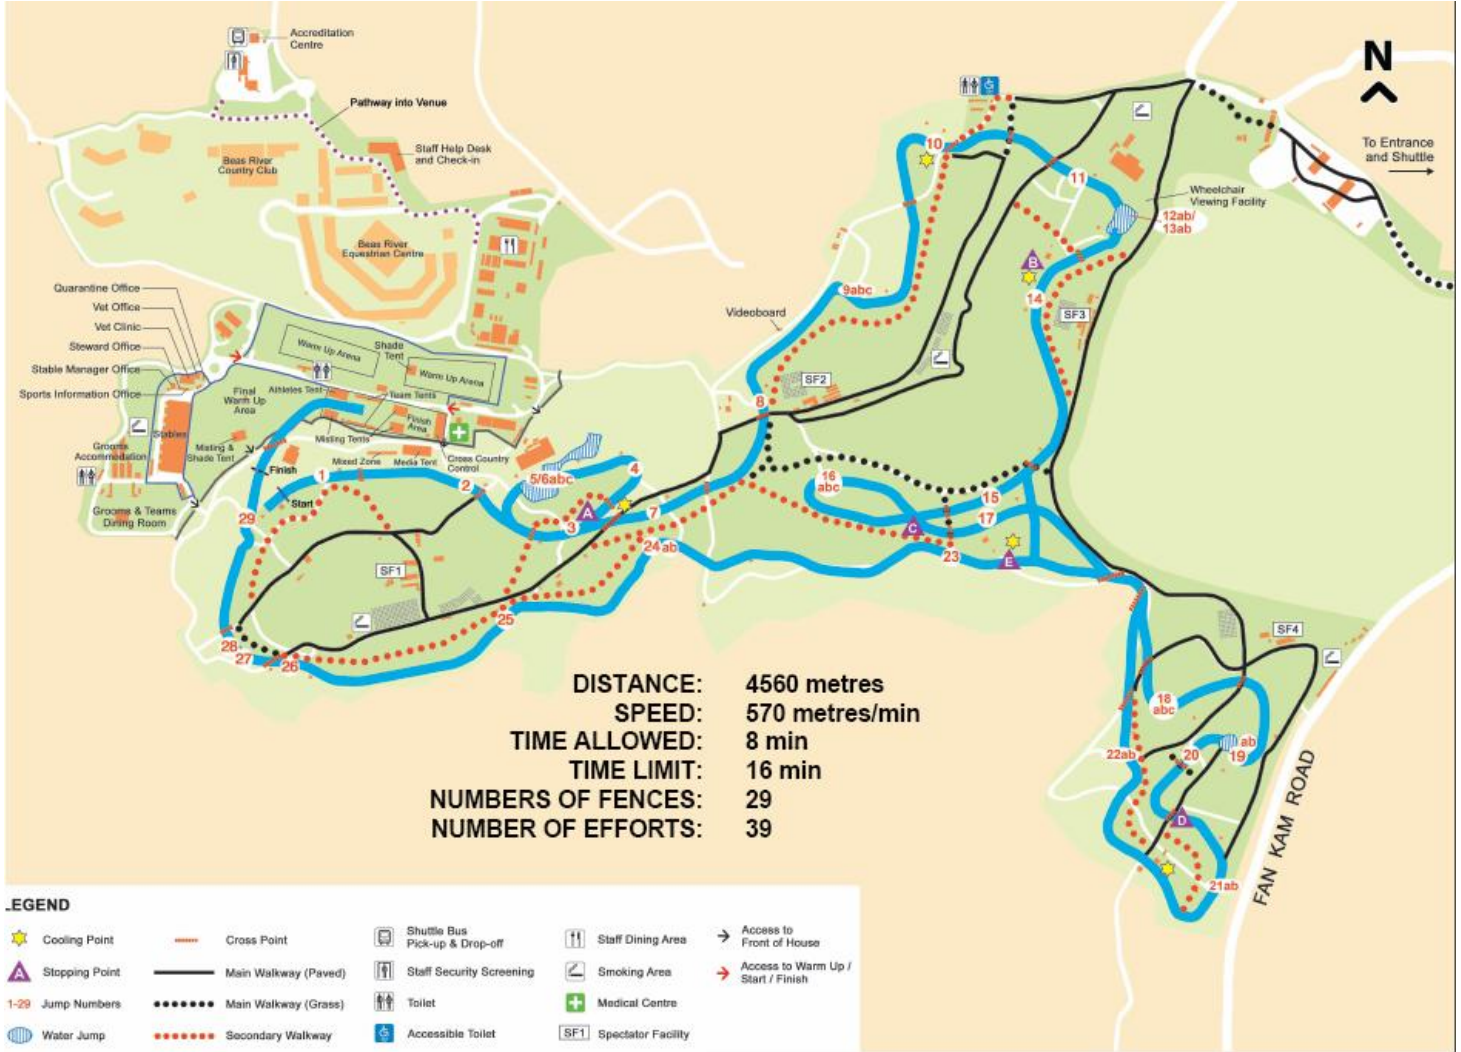 Accreditation
Centre
N
Pathway into Venue
To Entrance
and Shuttle
Staff Help Desk
and Check-in
Beas River
Country Club
Wheelchair
Viewing Facility
Beas River
Equestrian Centre
Quarantine Office
Vet Office
Vet Clinic
Steward Office
Stable Manager Office
Sports Information Office
Warm Up Arena
Shade
Tent
Warm Up Arena
Final
Warm Up
Area
Athletes Tent
Team Tents
Finish
Area
Misting Tents
Stables
Misting &
Shade Tent
Grooms
Accommodation
Mixed Zone
Media Tent
Cross Country
Control
Grooms & Teams
Dining Room
Finish
Start
Videoboard
10
11
12ab/
13ab
B
14
SF3
9abc
SF2
8
1
2
5/6abc
4
A
3
7
16
abc
15
17
C
23
E
24 ab
29
SF1
25
28
27
26
SF4
18
abc
22ab
20
ab
19
D
21ab
FAN KAM ROAD
DISTANCE: 4560 metres
SPEED: 570 metres/min
TIME ALLOWED: 8 min
TIME LIMIT: 16 min
NUMBERS OF FENCES: 29
NUMBER OF EFFORTS: 39
LEGEND
Cooling Point
Cross Point
Shuttle Bus
Pick-up & Drop-off
Staff Dining Area
Access to
Front of House
A Stopping Point
Main Walkway (Paved)
Staff Security Screening
Smoking Area
Access to Warm Up /
Start / Finish
1-29 Jump Numbers
Main Walkway (Grass)
Toilet
Medical Centre
Water Jump
Secondary Walkway
Accessible Toilet
SF1 Spectator Facility